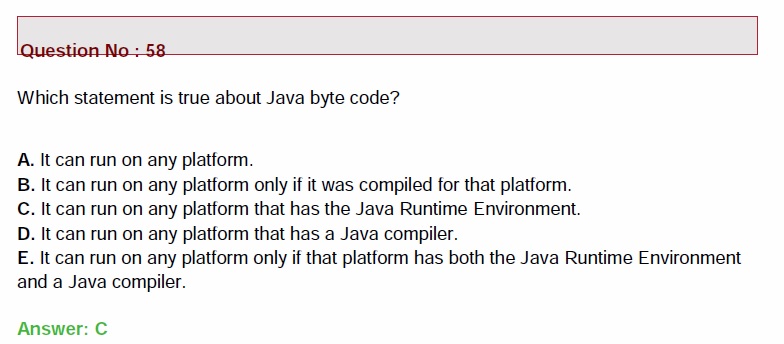 Question No : 58
Which statement is true about Java byte code?
A. It can run on any platform.
B. It can run on any platform only if it was compiled for that platform.
C. It can run on any platform that has the Java Runtime Environment.
D. It can run on any platform that has a Java compiler.
E. It can run on any platform only if that platform has both the Java Runtime Environment
and a Java compiler.
Answer: C